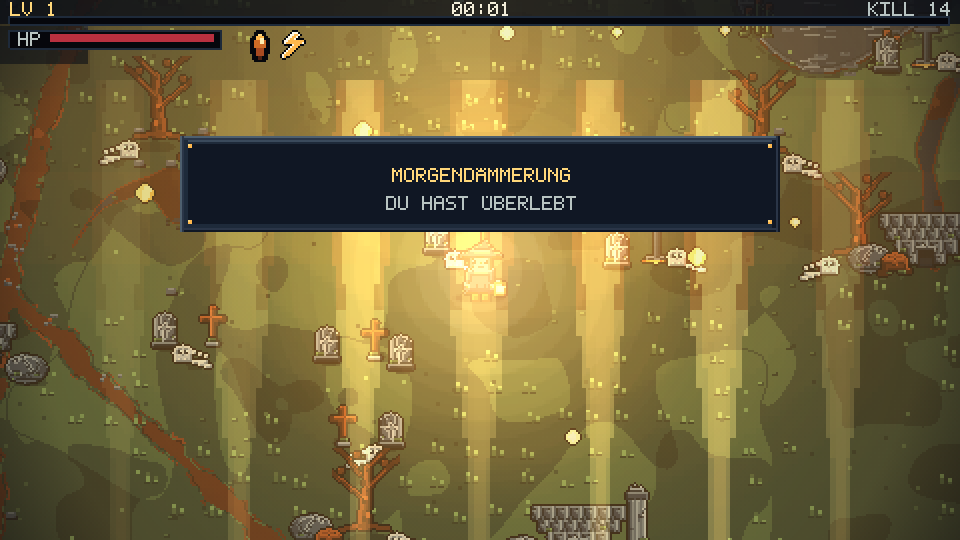 LV 1
00:01
KILL 14
HP
MORGENDÄMMERUNG
DU HAST ÜBERLEBT